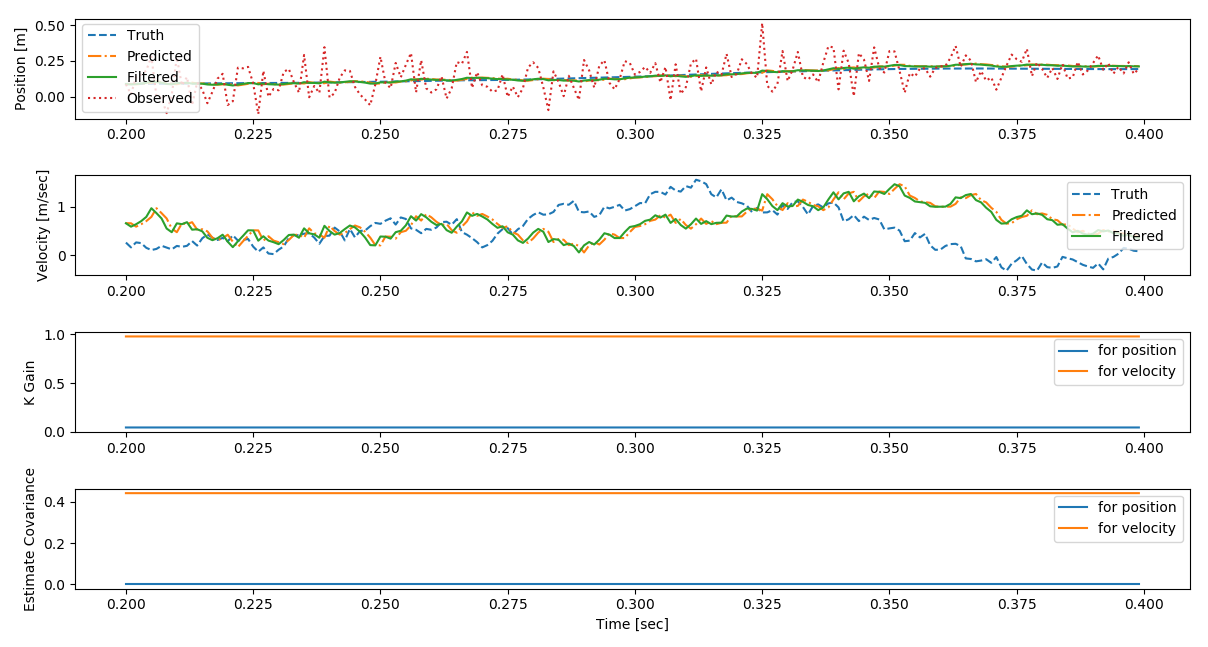 Position [m]
0.50
0.25
0.00
Truth
Predicted
Filtered
Observed
0.200 0.225 0.250 0.275 0.300 0.325 0.350 0.375 0.400
Velocity [m/sec]
1
0
Truth
Predicted
Filtered
0.200 0.225 0.250 0.275 0.300 0.325 0.350 0.375 0.400
K Gain
1.0
0.5
0.0
for position
for velocity
0.200 0.225 0.250 0.275 0.300 0.325 0.350 0.375 0.400
Estimate Covariance
0.4
0.2
0.0
for position
for velocity
0.200 0.225 0.250 0.275 0.300 0.325 0.350 0.375 0.400
Time [sec]